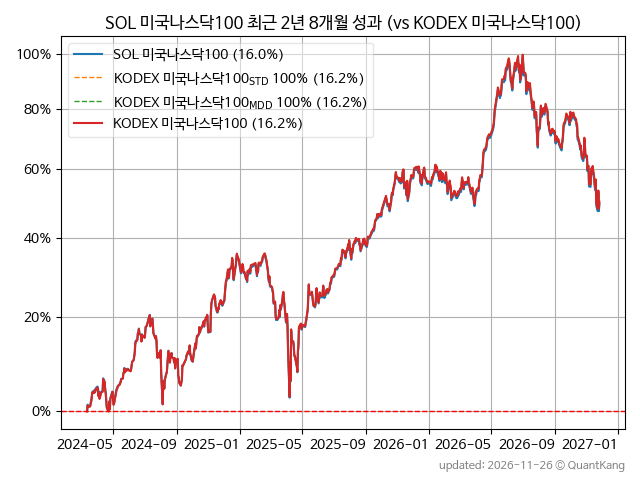 SOL 미국나스닥100 최근 2년 8개월 성과 (vs KODEX 미국나스닥100)
SOL 미국나스닥100 (16.0%)
KODEX 미국나스닥100STD 100% (16.2%)
KODEX 미국나스닥100MDD 100% (16.2%)
KODEX 미국나스닥100 (16.2%)
100%
80%
60%
40%
20%
0%
2024-05 2024-09 2025-01 2025-05 2025-09 2026-01 2026-05 2026-09 2027-01
updated: 2026-11-26 © QuantKang